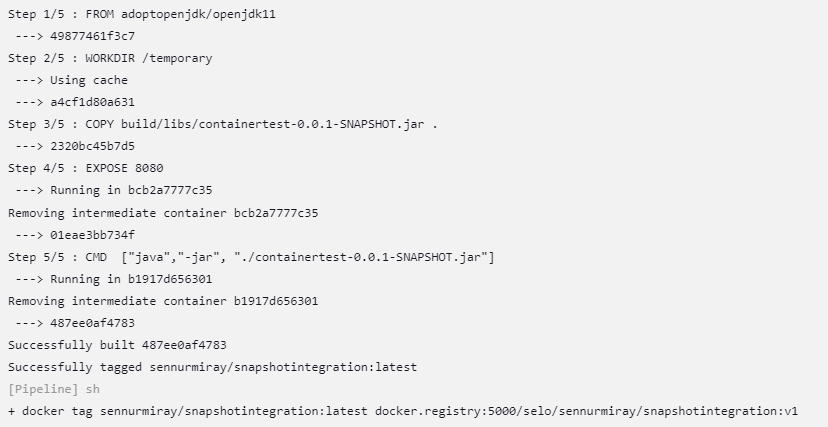 Step 1/5 : FROM adoptopenjdk/openjdk11
---> 49877461f3c7
Step 2/5 : WORKDIR /temporary
---> Using cache
---> a4cf1d80a631
Step 3/5 : COPY build/libs/containertest-0.0.1-SNAPSHOT.jar .
---> 2320bc45b7d5
Step 4/5 : EXPOSE 8080
---> Running in bcb2a7777c35
Removing intermediate container bcb2a7777c35
---> 01eae3bb734f
Step 5/5 : CMD  ["java","-jar", "./containertest-0.0.1-SNAPSHOT.jar"]
---> Running in b1917d656301
Removing intermediate container b1917d656301
---> 487ee0af4783
Successfully built 487ee0af4783
Successfully tagged sennurmiray/snapshotintegration:latest
[Pipeline] sh
+ docker tag sennurmiray/snapshotintegration:latest docker.registry:5000/selo/sennurmiray/snapshotintegration:v1